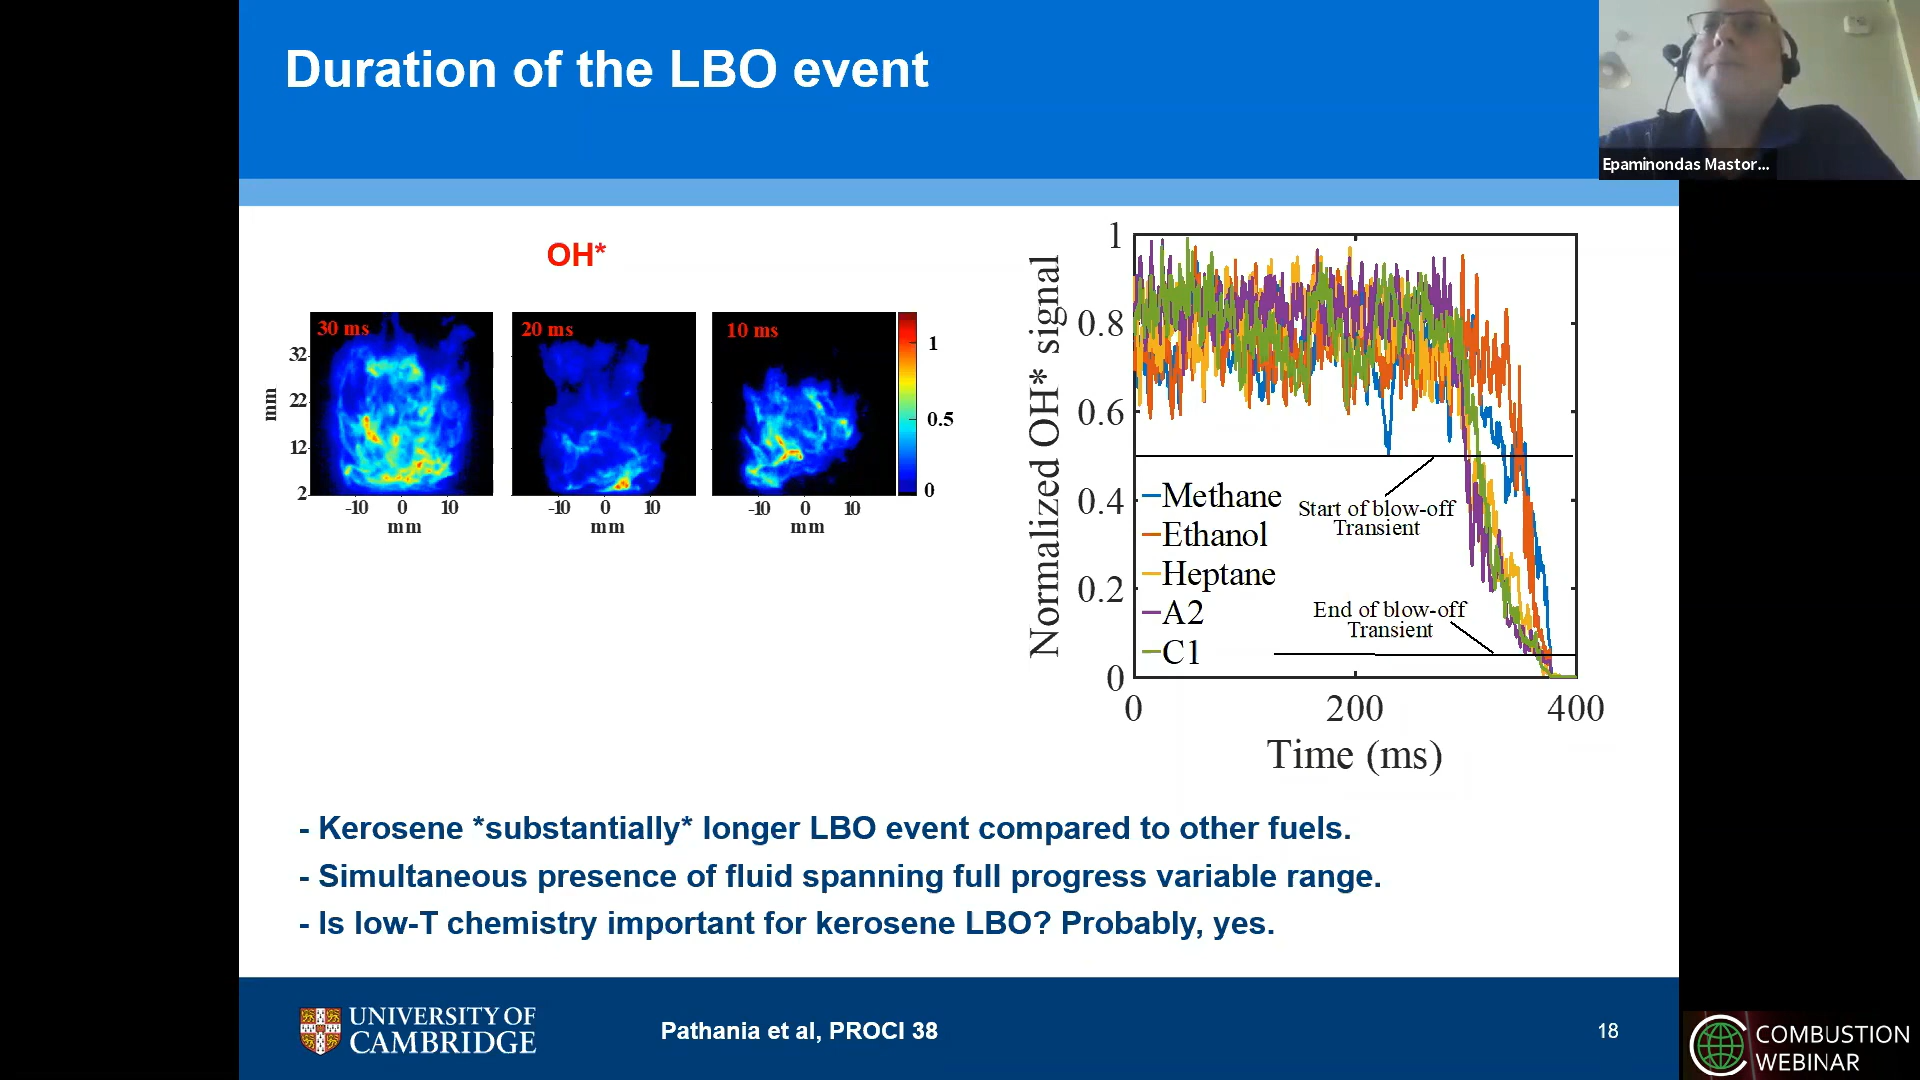 Duration of the LBO event
Epaminondas Mastor...
OH*
30 ms
20 ms
10 ms
32
22
12
2
mm
-10 0 10
mm
-10 0 10
mm
-10 0 10
mm
1
0.5
0
Normalized OH* signal
1
0.8
0.6
0.4
0.2
0
Methane
Ethanol
Heptane
A2
C1
Start of blow-off
Transient
End of blow-off
Transient
0 200 400
Time (ms)
- Kerosene *substantially* longer LBO event compared to other fuels.
- Simultaneous presence of fluid spanning full progress variable range.
- Is low-T chemistry important for kerosene LBO? Probably, yes.
UNIVERSITY OF
CAMBRIDGE
Pathania et al, PROCI 38
18
COMBUSTION
WEBINAR